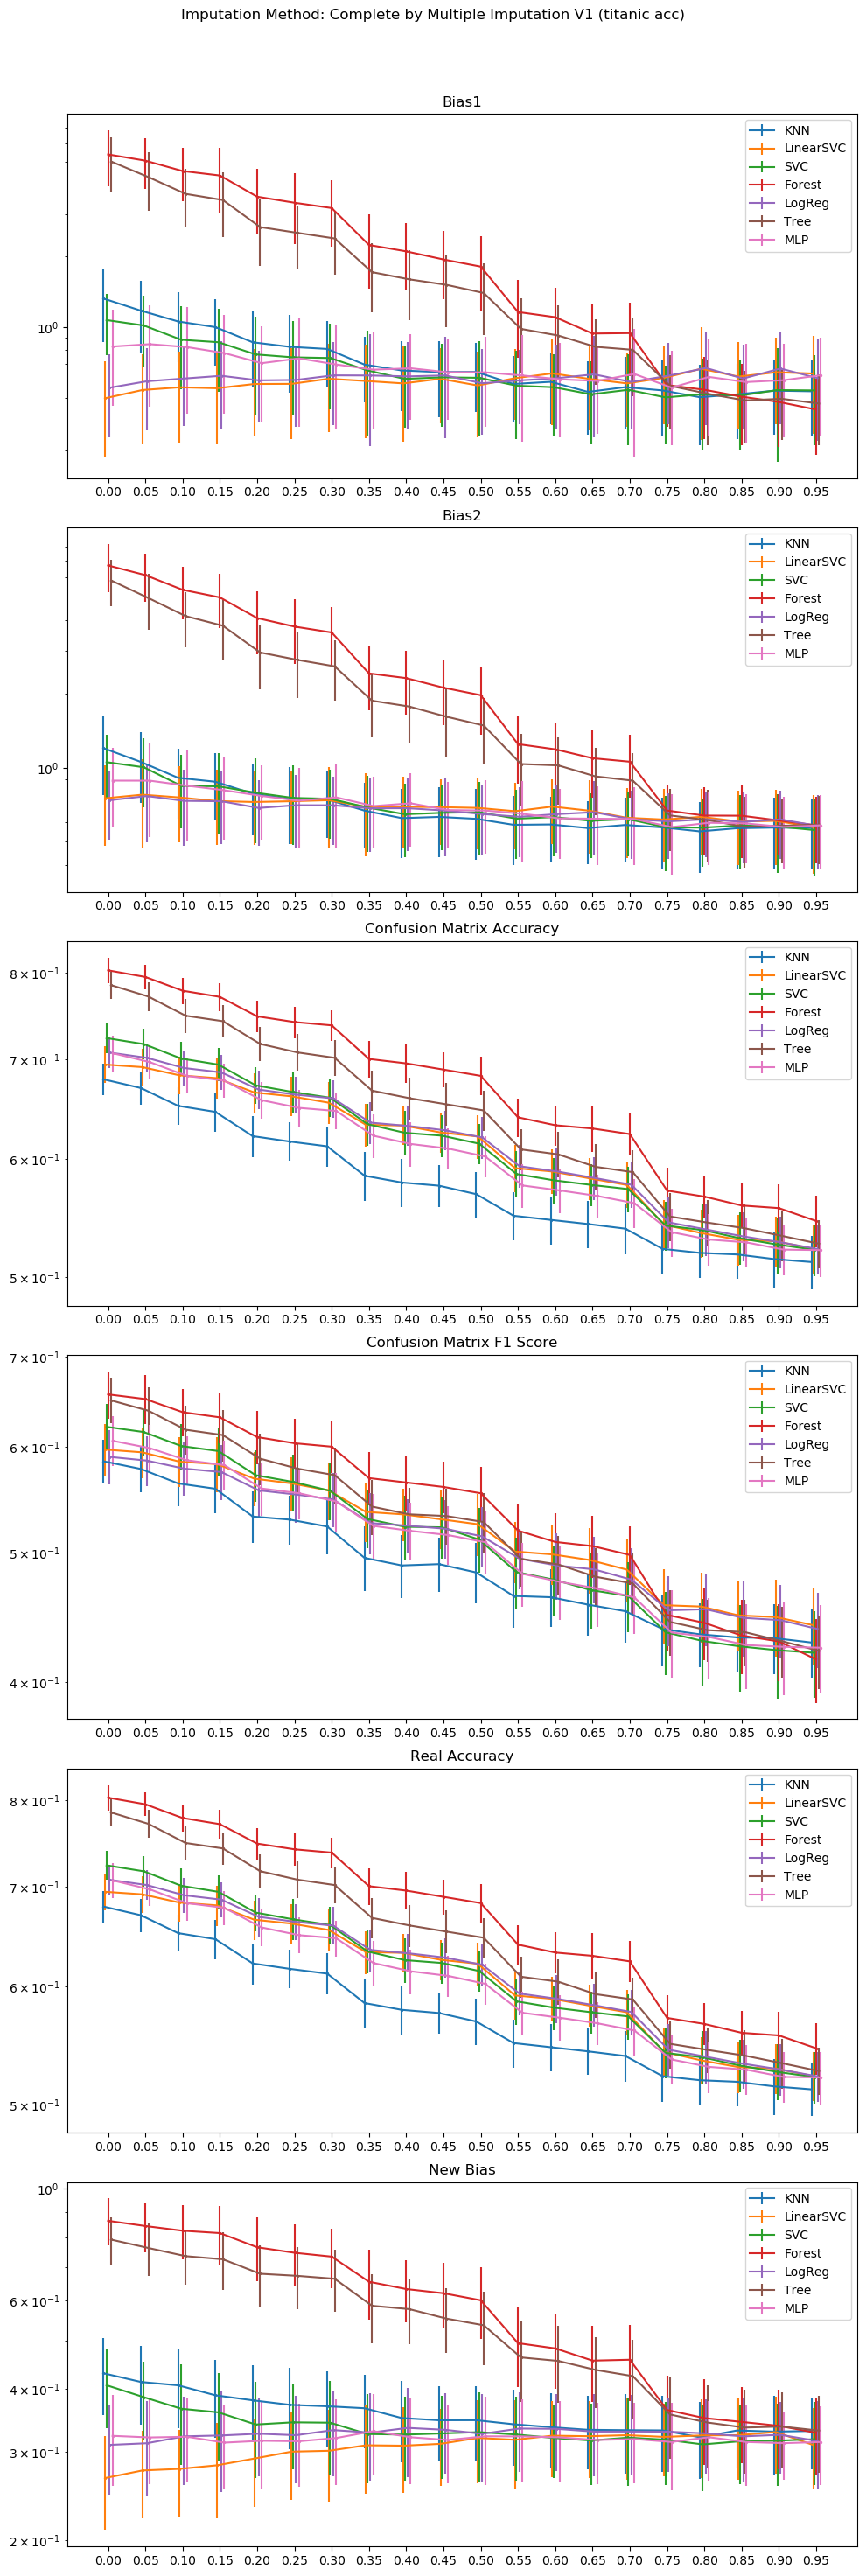 Imputation Method: Complete by Multiple Imputation V1 (titanic acc)
Bias1
10⁰
KNN
LinearSVC
SVC
Forest
LogReg
Tree
MLP
0.00 0.05 0.10 0.15 0.20 0.25 0.30 0.35 0.40 0.45 0.50 0.55 0.60 0.65 0.70 0.75 0.80 0.85 0.90 0.95
Bias2
10⁰
KNN
LinearSVC
SVC
Forest
LogReg
Tree
MLP
0.00 0.05 0.10 0.15 0.20 0.25 0.30 0.35 0.40 0.45 0.50 0.55 0.60 0.65 0.70 0.75 0.80 0.85 0.90 0.95
Confusion Matrix Accuracy
8 × 10⁻¹
7 × 10⁻¹
6 × 10⁻¹
5 × 10⁻¹
KNN
LinearSVC
SVC
Forest
LogReg
Tree
MLP
0.00 0.05 0.10 0.15 0.20 0.25 0.30 0.35 0.40 0.45 0.50 0.55 0.60 0.65 0.70 0.75 0.80 0.85 0.90 0.95
Confusion Matrix F1 Score
7 × 10⁻¹
6 × 10⁻¹
5 × 10⁻¹
4 × 10⁻¹
KNN
LinearSVC
SVC
Forest
LogReg
Tree
MLP
0.00 0.05 0.10 0.15 0.20 0.25 0.30 0.35 0.40 0.45 0.50 0.55 0.60 0.65 0.70 0.75 0.80 0.85 0.90 0.95
Real Accuracy
8 × 10⁻¹
7 × 10⁻¹
6 × 10⁻¹
5 × 10⁻¹
KNN
LinearSVC
SVC
Forest
LogReg
Tree
MLP
0.00 0.05 0.10 0.15 0.20 0.25 0.30 0.35 0.40 0.45 0.50 0.55 0.60 0.65 0.70 0.75 0.80 0.85 0.90 0.95
New Bias
10⁰
6 × 10⁻¹
4 × 10⁻¹
3 × 10⁻¹
2 × 10⁻¹
KNN
LinearSVC
SVC
Forest
LogReg
Tree
MLP
0.00 0.05 0.10 0.15 0.20 0.25 0.30 0.35 0.40 0.45 0.50 0.55 0.60 0.65 0.70 0.75 0.80 0.85 0.90 0.95